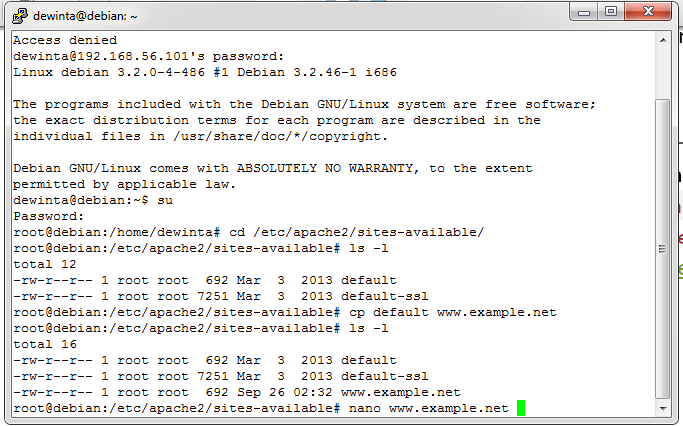 dewinta@debian: ~
Access denied
dewinta@192.168.56.101's password:
Linux debian 3.2.0-4-486 #1 Debian 3.2.46-1 i686
The programs included with the Debian GNU/Linux system are free software;
the exact distribution terms for each program are described in the
individual files in /usr/share/doc/*/copyright.
Debian GNU/Linux comes with ABSOLUTELY NO WARRANTY, to the extent
permitted by applicable law.
dewinta@debian:~$ su
Password:
root@debian:/home/dewinta# cd /etc/apache2/sites-available/
root@debian:/etc/apache2/sites-available# ls -l
total 12
-rw-r--r-- 1 root root  692 Mar  3  2013 default
-rw-r--r-- 1 root root 7251 Mar  3  2013 default-ssl
root@debian:/etc/apache2/sites-available# cp default www.example.net
root@debian:/etc/apache2/sites-available# ls -l
total 16
-rw-r--r-- 1 root root  692 Mar  3  2013 default
-rw-r--r-- 1 root root 7251 Mar  3  2013 default-ssl
-rw-r--r-- 1 root root  692 Sep 26 02:32 www.example.net
root@debian:/etc/apache2/sites-available# nano www.example.net